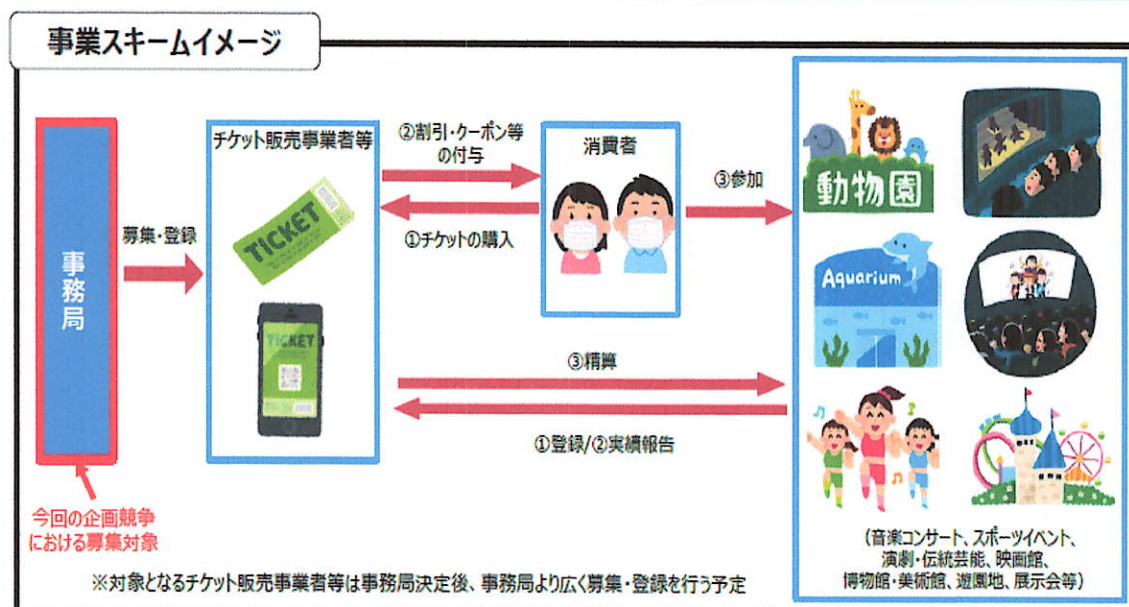 事業スキームイメージ
事務局
募集・登録
チケット販売事業者等
TICKET
TICKET
②割引・クーポン等
の付与
①チケットの購入
消費者
③参加
③精算
①登録/②実績報告
動物園
Aquarium
(音楽コンサート、スポーツイベント、
演劇・伝統芸能、映画館、
博物館・美術館、遊園地、展示会等)
今回の企画競争
における募集対象
※対象となるチケット販売事業者等は事務局決定後、事務局より広く募集・登録を行う予定